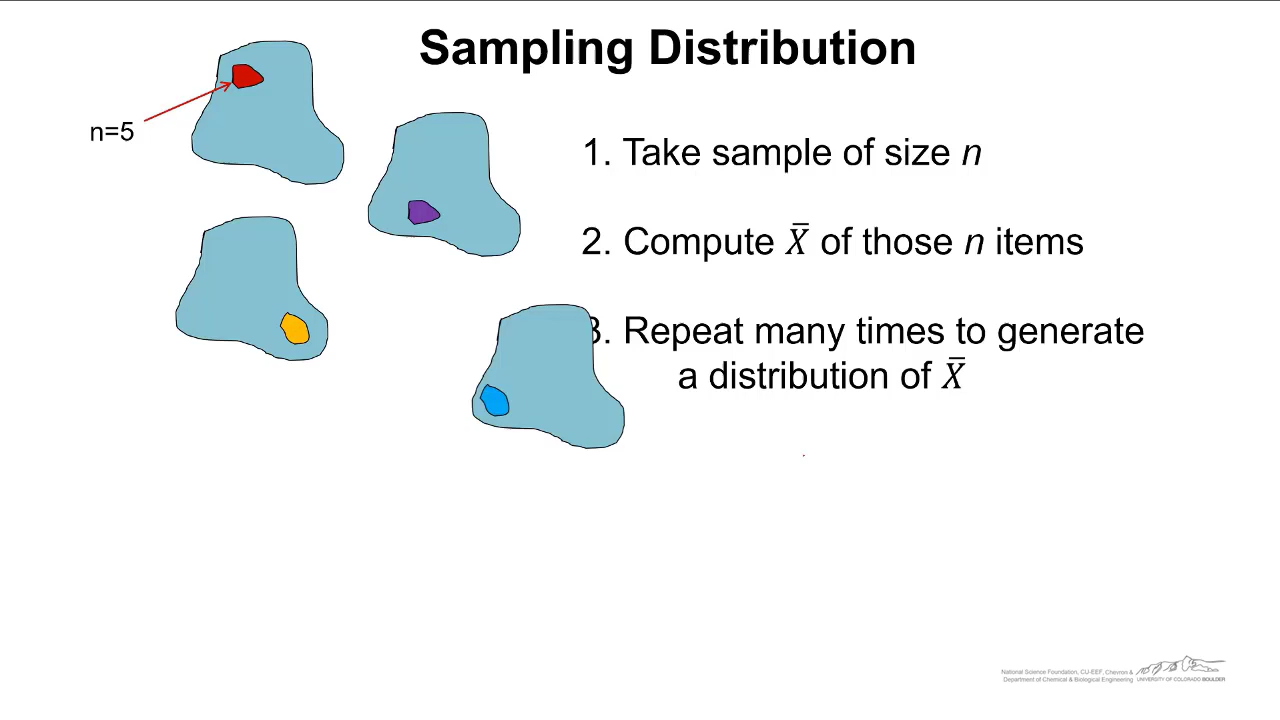 Sampling Distribution
n=5
1. Take sample of size n
2. Compute X̄ of those n items
3. Repeat many times to generate
a distribution of X̄
National Science Foundation, CU-EEF, Chevron &
Department of Chemical & Biological Engineering
UNIVERSITY OF COLORADO BOULDER